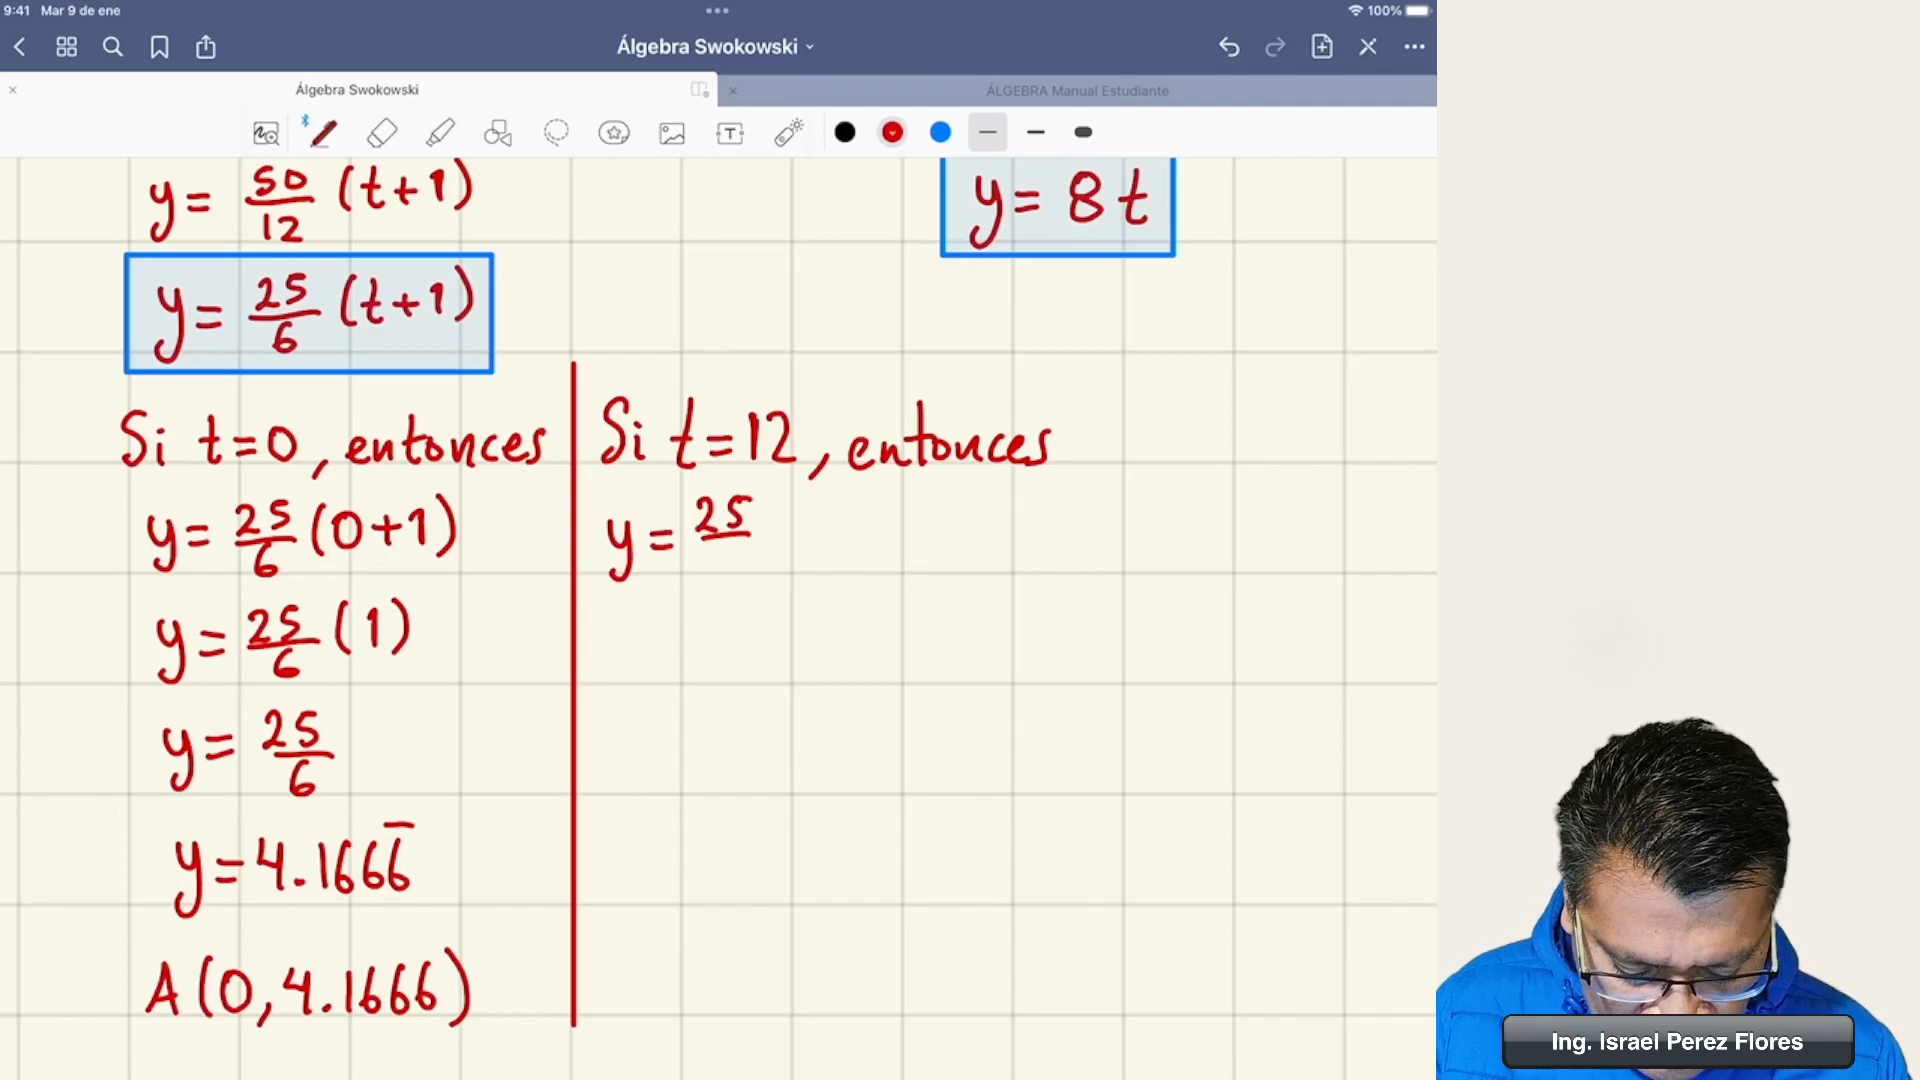 9:41 Mar 9 de ene
100%
Álgebra Swokowski
Álgebra Swokowski
ÁLGEBRA Manual Estudiante
T
y = 50/12 (t+1)
y = 25/6 (t+1)
y = 8t
Si t=0, entonces
y = 25/6 (0+1)
y = 25/6 (1)
y = 25/6
y = 4.1666̅
A(0, 4.1666)
Si t=12, entonces
y = 25
Ing. Israel Perez Flores